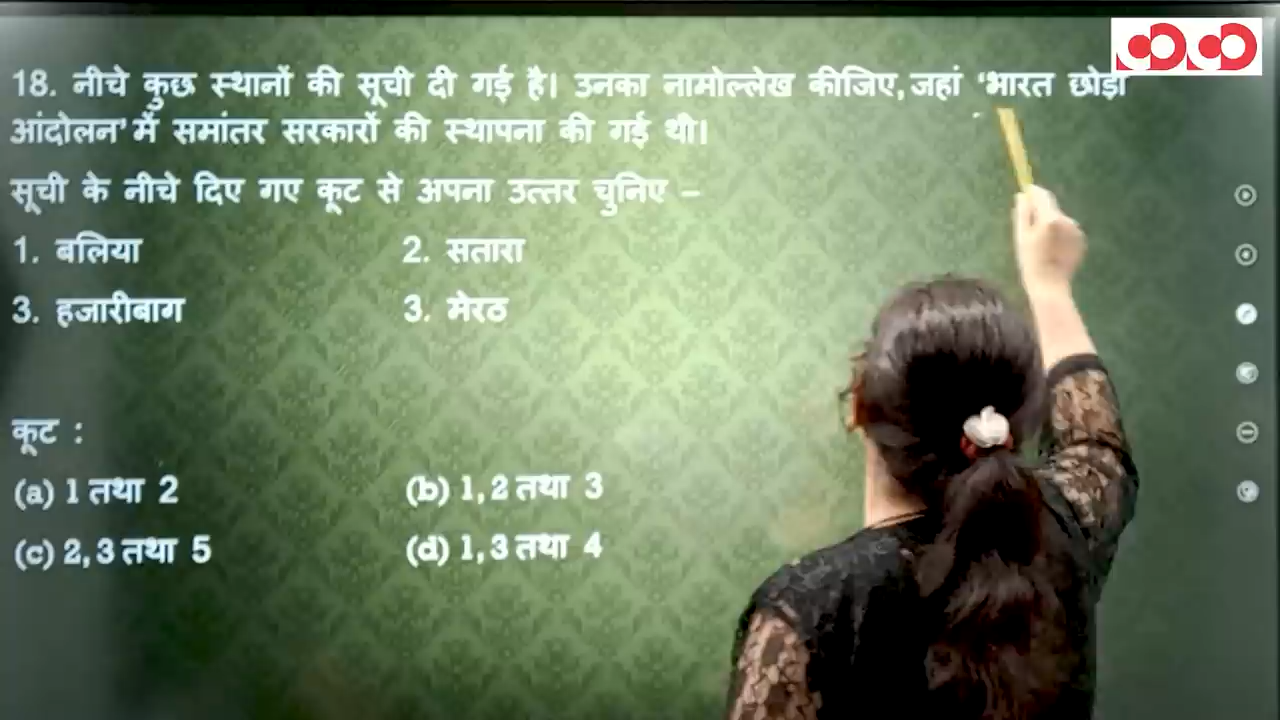 18. नीचे कुछ स्थानों की सूची दी गई है। उनका नामोल्लेख कीजिए, जहां 'भारत छोड़ो
आंदोलन' में समांतर सरकारों की स्थापना की गई थी।
सूची के नीचे दिए गए कूट से अपना उत्तर चुनिए –
1. बलिया 2. सतारा
3. हजारीबाग 3. मेरठ
कूट :
(a) 1 तथा 2 (b) 1, 2 तथा 3
(c) 2, 3 तथा 5 (d) 1, 3 तथा 4